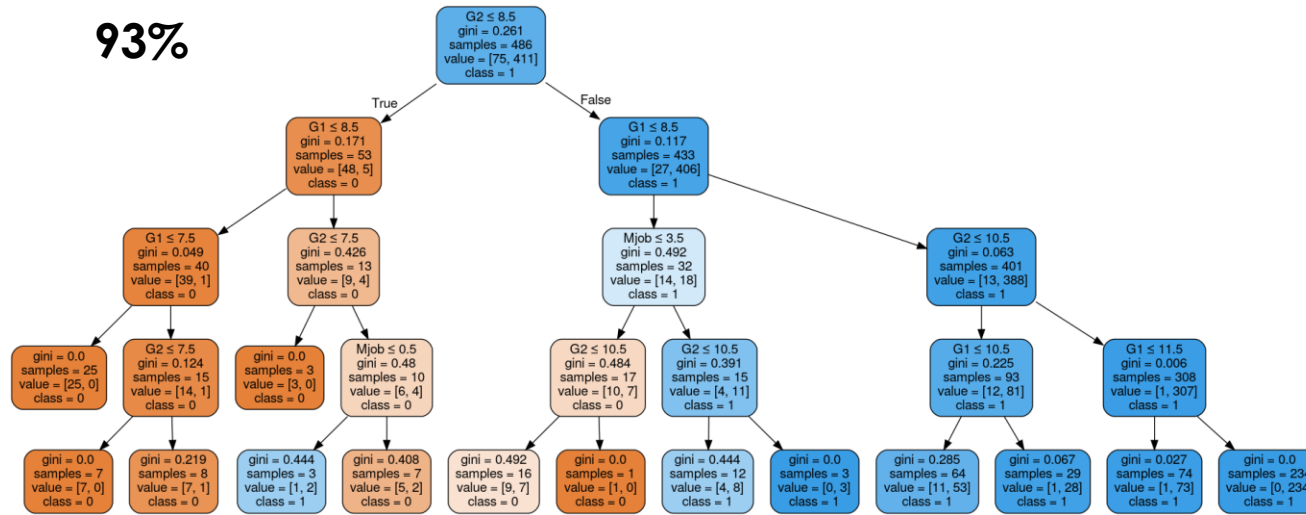 93%
G2 ≤ 8.5
gini = 0.261
samples = 486
value = [75, 411]
class = 1
True
False
G1 ≤ 8.5
gini = 0.171
samples = 53
value = [48, 5]
class = 0
G1 ≤ 8.5
gini = 0.117
samples = 433
value = [27, 406]
class = 1
G1 ≤ 7.5
gini = 0.049
samples = 40
value = [39, 1]
class = 0
G2 ≤ 7.5
gini = 0.426
samples = 13
value = [9, 4]
class = 0
Mjob ≤ 3.5
gini = 0.492
samples = 32
value = [14, 18]
class = 1
G2 ≤ 10.5
gini = 0.063
samples = 401
value = [13, 388]
class = 1
gini = 0.0
samples = 25
value = [25, 0]
class = 0
G2 ≤ 7.5
gini = 0.124
samples = 15
value = [14, 1]
class = 0
gini = 0.0
samples = 3
value = [3, 0]
class = 0
Mjob ≤ 0.5
gini = 0.48
samples = 10
value = [6, 4]
class = 0
G2 ≤ 10.5
gini = 0.484
samples = 17
value = [10, 7]
class = 0
G2 ≤ 10.5
gini = 0.391
samples = 15
value = [4, 11]
class = 1
G1 ≤ 10.5
gini = 0.225
samples = 93
value = [12, 81]
class = 1
G1 ≤ 11.5
gini = 0.006
samples = 308
value = [1, 307]
class = 1
gini = 0.0
samples = 7
value = [7, 0]
class = 0
gini = 0.219
samples = 8
value = [7, 1]
class = 0
gini = 0.444
samples = 3
value = [1, 2]
class = 1
gini = 0.408
samples = 7
value = [5, 2]
class = 0
gini = 0.492
samples = 16
value = [9, 7]
class = 0
gini = 0.0
samples = 1
value = [1, 0]
class = 0
gini = 0.444
samples = 12
value = [4, 8]
class = 1
gini = 0.0
samples = 3
value = [0, 3]
class = 1
gini = 0.285
samples = 64
value = [11, 53]
class = 1
gini = 0.067
samples = 29
value = [1, 28]
class = 1
gini = 0.027
samples = 74
value = [1, 73]
class = 1
gini = 0.0
samples = 234
value = [0, 234]
class = 1